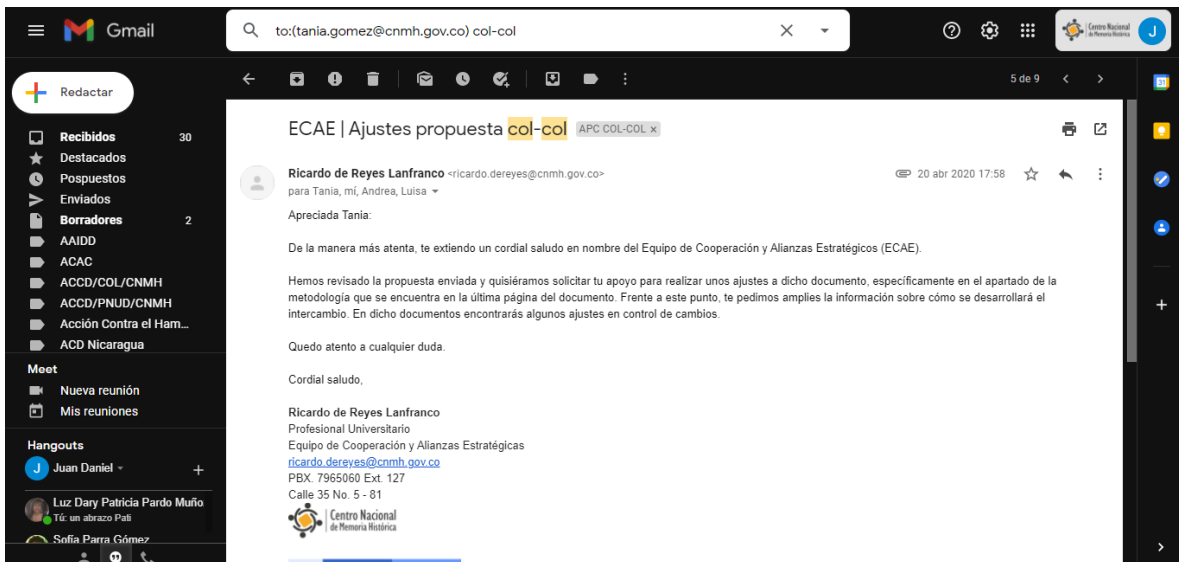 Gmail
to:(tania.gomez@cnmh.gov.co) col-col
Centro Nacional
de Memoria Histórica
J
Redactar
5 de 9
31
Recibidos 30
Destacados
Pospuestos
Enviados
Borradores 2
AAIDD
ACAC
ACCD/COL/CNMH
ACCD/PNUD/CNMH
Acción Contra el Ham...
ACD Nicaragua
Meet
Nueva reunión
Mis reuniones
Hangouts
J Juan Daniel
Luz Dary Patricia Pardo Muño
Tú: un abrazo Pati
Sofía Parra Gómez
ECAE | Ajustes propuesta col-col APC COL-COL x
Ricardo de Reyes Lanfranco <ricardo.dereyes@cnmh.gov.co> 20 abr 2020 17:58
para Tania, mí, Andrea, Luisa
Apreciada Tania:
De la manera más atenta, te extiendo un cordial saludo en nombre del Equipo de Cooperación y Alianzas Estratégicos (ECAE).
Hemos revisado la propuesta enviada y quisiéramos solicitar tu apoyo para realizar unos ajustes a dicho documento, específicamente en el apartado de la
metodología que se encuentra en la última página del documento. Frente a este punto, te pedimos amplies la información sobre cómo se desarrollará el
intercambio. En dicho documentos encontrarás algunos ajustes en control de cambios.
Quedo atento a cualquier duda.
Cordial saludo,
Ricardo de Reyes Lanfranco
Profesional Universitario
Equipo de Cooperación y Alianzas Estratégicas
ricardo.dereyes@cnmh.gov.co
PBX. 7965060 Ext. 127
Calle 35 No. 5 - 81
Centro Nacional
de Memoria Histórica